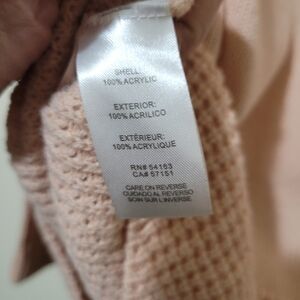 SHELL:
100% ACRYLIC
EXTERIOR:
100% ACRILICO
EXTÉRIEUR:
100% ACRYLIQUE
RN# 54163
CA# 57151
CARE ON REVERSE
CUIDADO AL REVERSO
SOIN SUR L'INVERSE